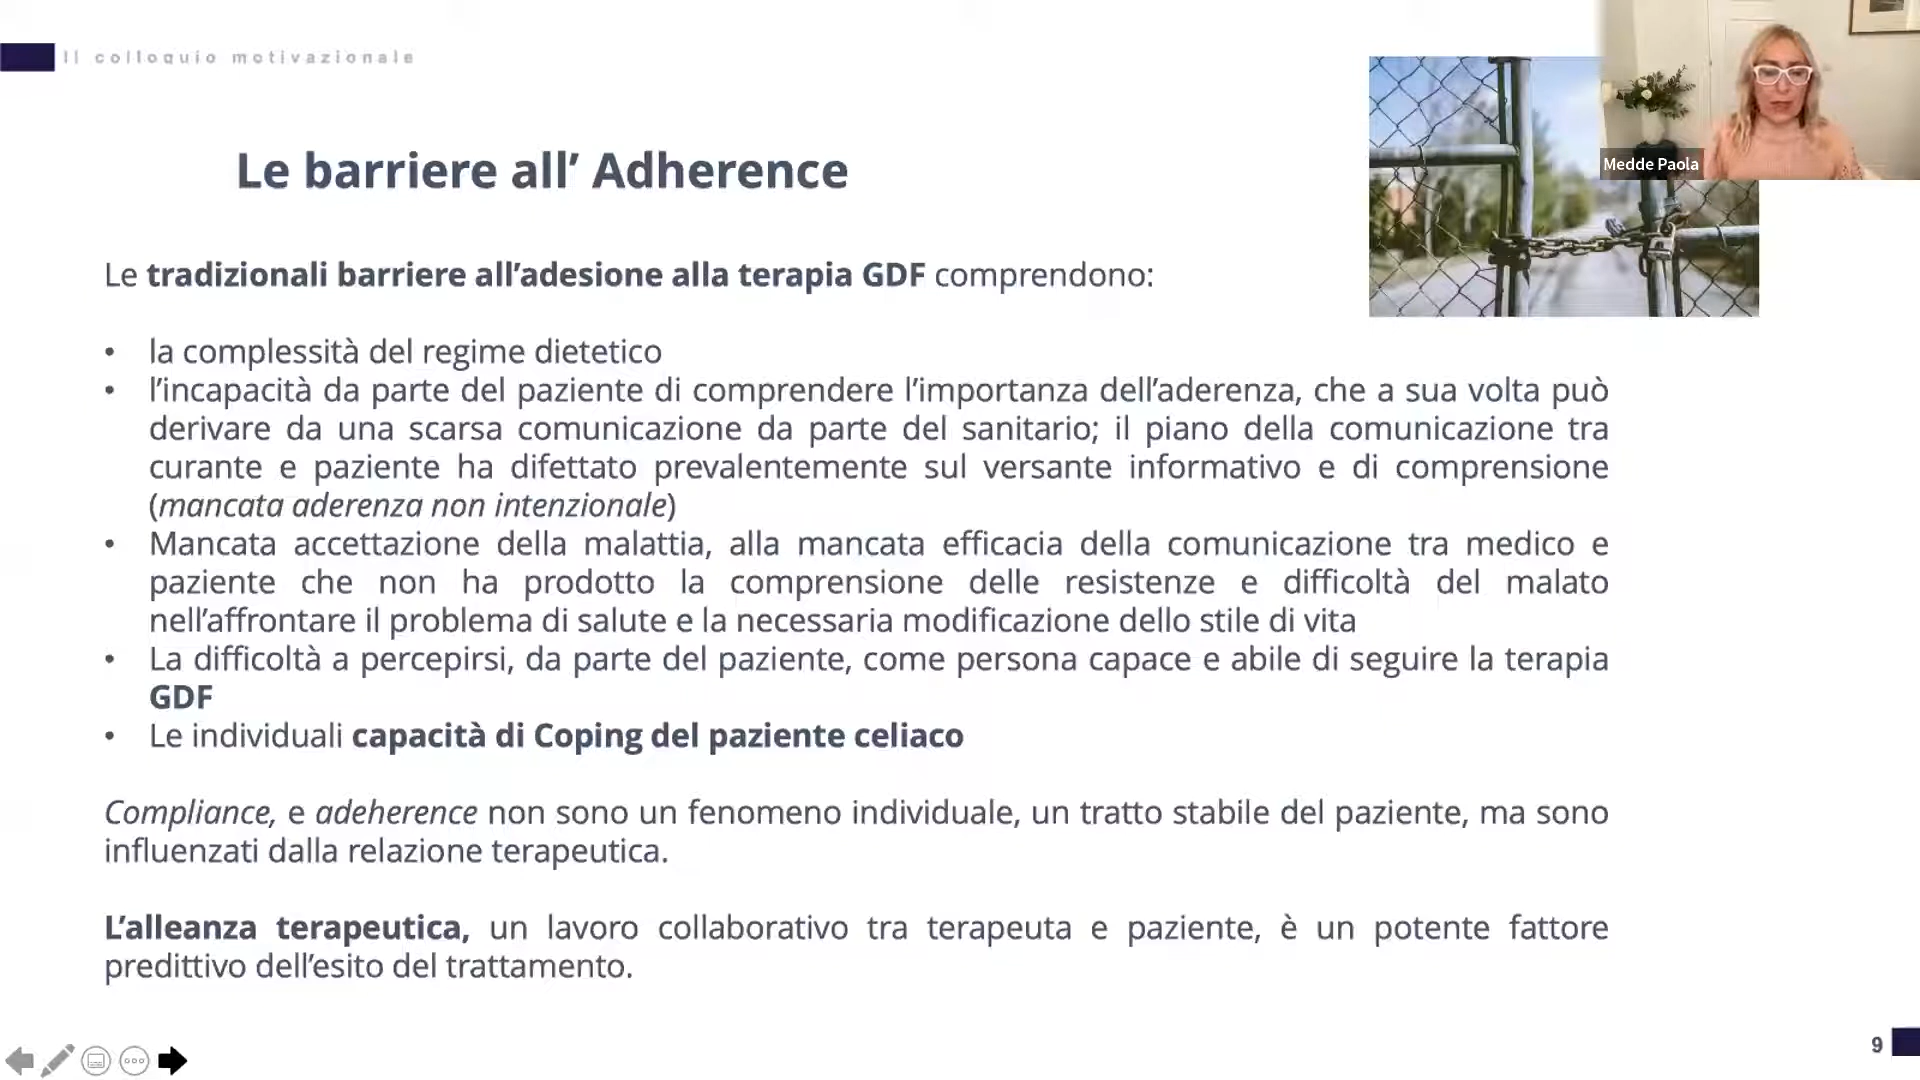 Il colloquio motivazionale
Medde Paola
Le barriere all’ Adherence
Le tradizionali barriere all’adesione alla terapia GDF comprendono:
• la complessità del regime dietetico
• l’incapacità da parte del paziente di comprendere l’importanza dell’aderenza, che a sua volta può
derivare da una scarsa comunicazione da parte del sanitario; il piano della comunicazione tra
curante e paziente ha difettato prevalentemente sul versante informativo e di comprensione
(mancata aderenza non intenzionale)
• Mancata accettazione della malattia, alla mancata efficacia della comunicazione tra medico e
paziente che non ha prodotto la comprensione delle resistenze e difficoltà del malato
nell’affrontare il problema di salute e la necessaria modificazione dello stile di vita
• La difficoltà a percepirsi, da parte del paziente, come persona capace e abile di seguire la terapia
GDF
• Le individuali capacità di Coping del paziente celiaco
Compliance, e adeherence non sono un fenomeno individuale, un tratto stabile del paziente, ma sono
influenzati dalla relazione terapeutica.
L’alleanza terapeutica, un lavoro collaborativo tra terapeuta e paziente, è un potente fattore
predittivo dell’esito del trattamento.
9